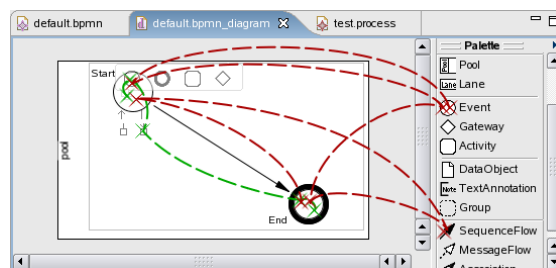 default.bpmn
default.bpmn_diagram
test.process
Palette
Pool
Lane
Lane
Event
Gateway
Activity
DataObject
Note
TextAnnotation
Group
SequenceFlow
MessageFlow
Start
pool
End